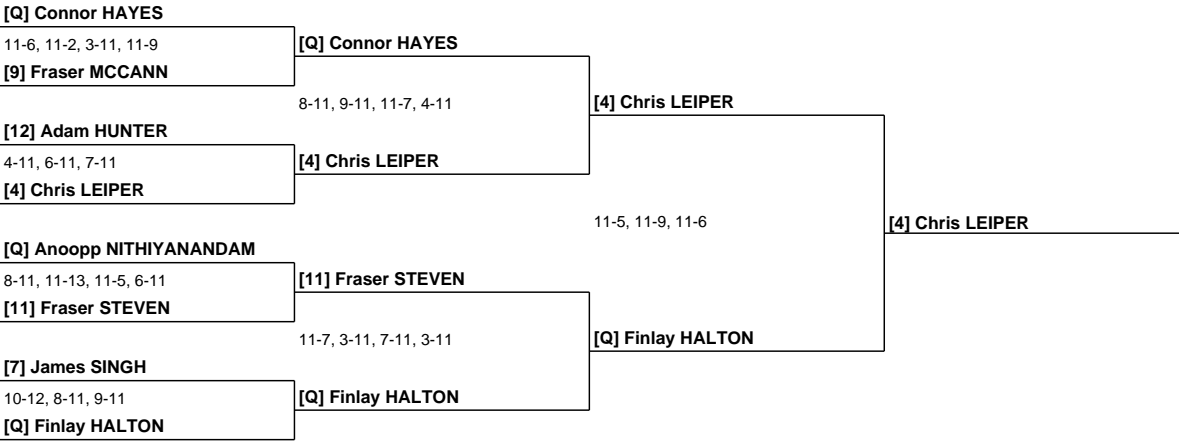 [Q] Connor HAYES
11-6, 11-2, 3-11, 11-9
[9] Fraser MCCANN
[12] Adam HUNTER
4-11, 6-11, 7-11
[4] Chris LEIPER
[Q] Anoopp NITHIYANANDAM
8-11, 11-13, 11-5, 6-11
[11] Fraser STEVEN
[7] James SINGH
10-12, 8-11, 9-11
[Q] Finlay HALTON
[Q] Connor HAYES
8-11, 9-11, 11-7, 4-11
[4] Chris LEIPER
[11] Fraser STEVEN
11-7, 3-11, 7-11, 3-11
[Q] Finlay HALTON
[4] Chris LEIPER
11-5, 11-9, 11-6
[Q] Finlay HALTON
[4] Chris LEIPER